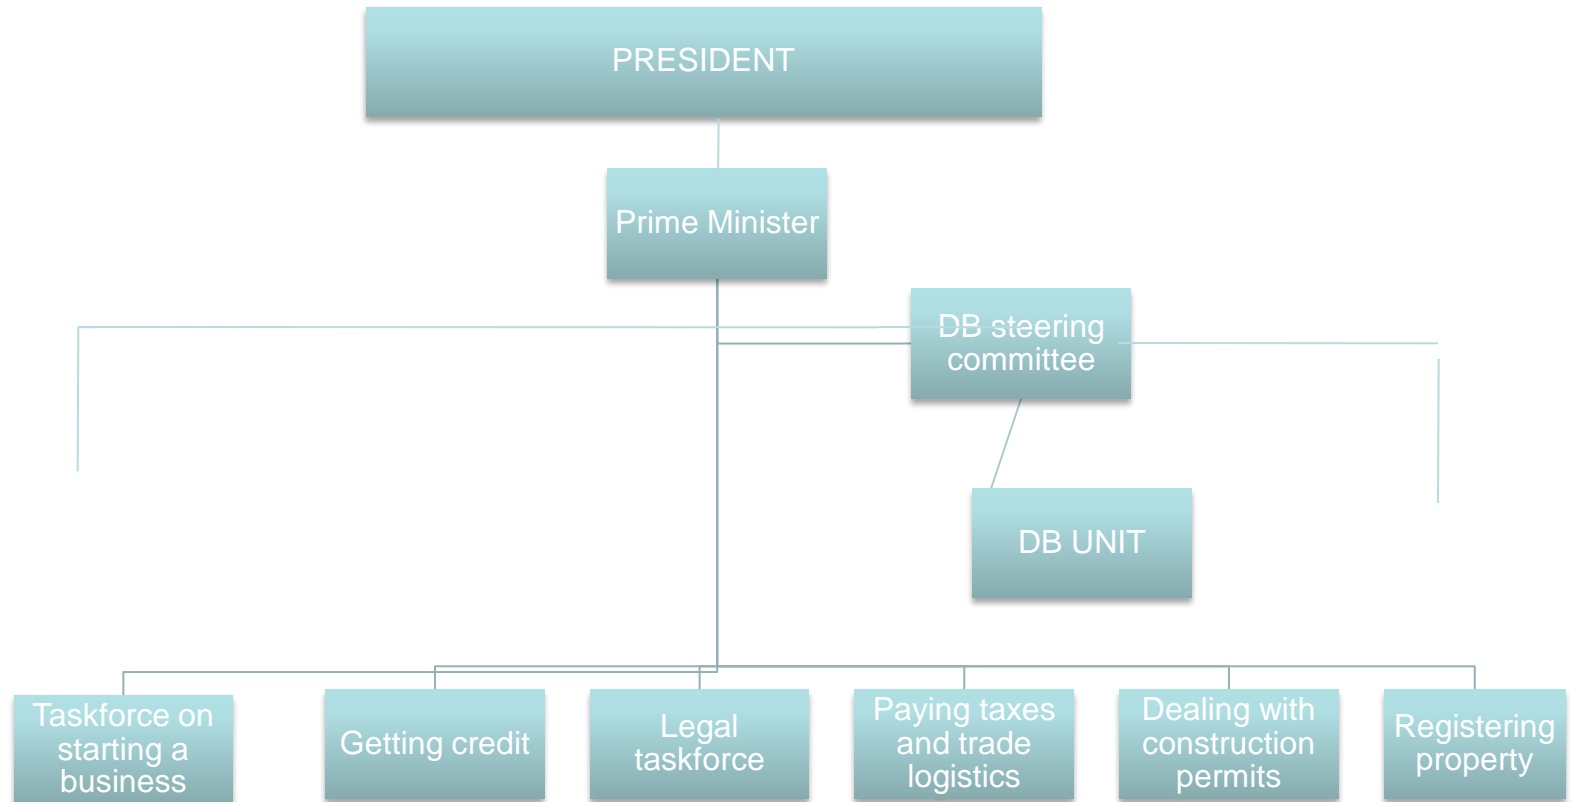 PRESIDENT
Prime Minister
DB steering
committee
DB UNIT
Taskforce on
starting a
business
Getting credit
Legal
taskforce
Paying taxes
and trade
logistics
Dealing with
construction
permits
Registering
property